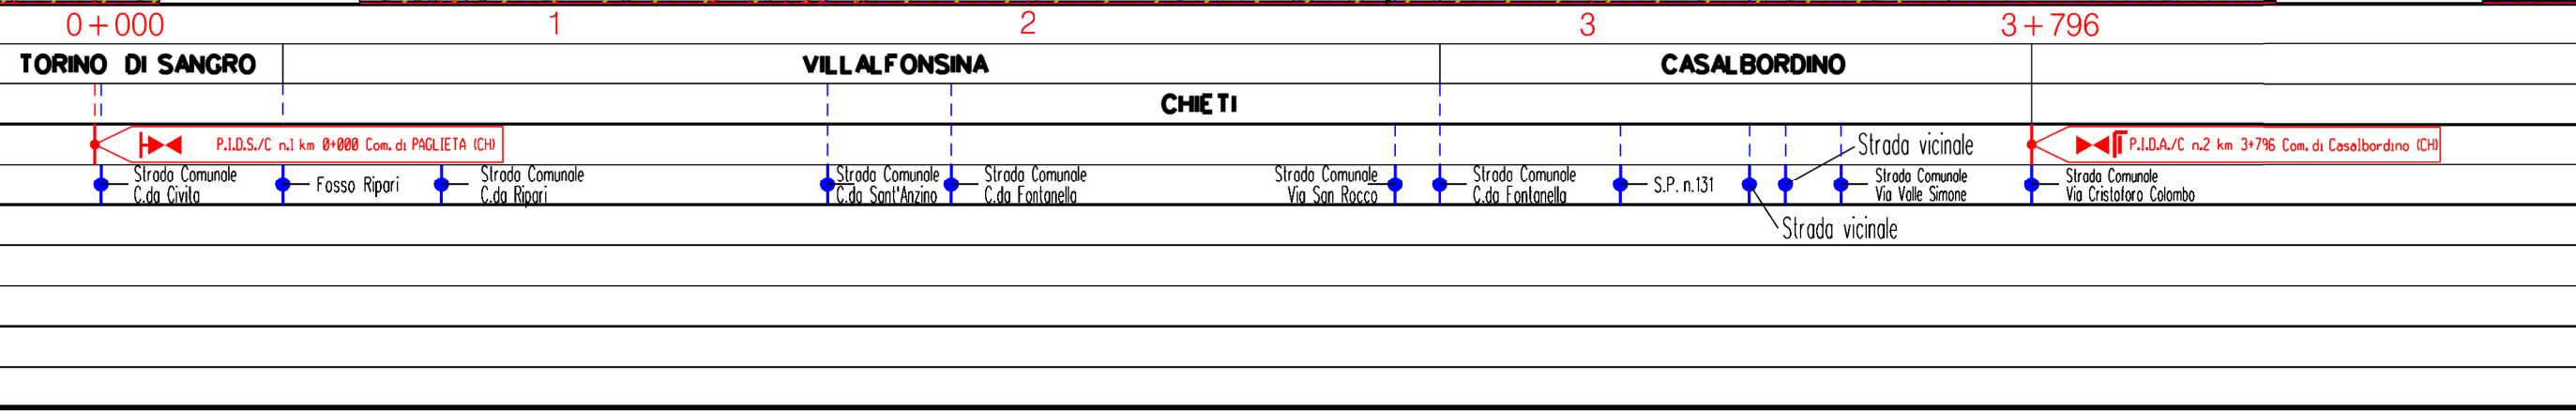 0+000 1 2 3 3+796
TORINO DI SANGRO VILLALFONSINA CASALBORDINO
CHIETI
P.I.D.S./C n.1 km 0+000 Com. di PAGLIETA (CH)
Strada vicinale
P.I.D.A./C n.2 km 3+796 Com. di Casalbordino (CH)
Strada Comunale
C.da Civita
Fosso Ripari
Strada Comunale
C.da Ripari
Strada Comunale
C.da Sant'Anzino
Strada Comunale
C.da Fontanella
Strada Comunale
Via San Rocco
Strada Comunale
C.da Fontanella
S.P. n.131
Strada Comunale
Via Valle Simone
Strada Comunale
Via Cristoforo Colombo
Strada vicinale